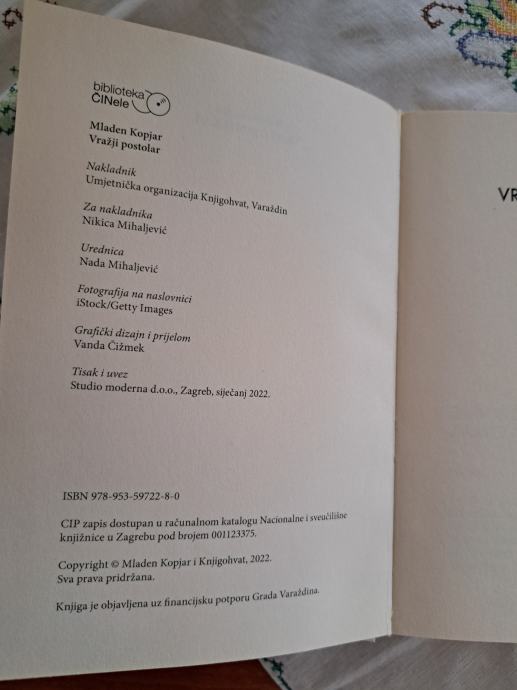 biblioteka
ČINele
Mladen Kopjar
Vražji postolar
Nakladnik
Umjetnička organizacija Knjigohvat, Varaždin
Za nakladnika
Nikica Mihaljević
Urednica
Nada Mihaljević
Fotografija na naslovnici
iStock/Getty Images
Grafički dizajn i prijelom
Vanda Čižmek
Tisak i uvez
Studio moderna d.o.o., Zagreb, siječanj 2022.
ISBN 978-953-59722-8-0
CIP zapis dostupan u računalnom katalogu Nacionalne i sveučilišne
knjižnice u Zagrebu pod brojem 001123375.
Copyright © Mladen Kopjar i Knjigohvat, 2022.
Sva prava pridržana.
Knjiga je objavljena uz financijsku potporu Grada Varaždina.
VR